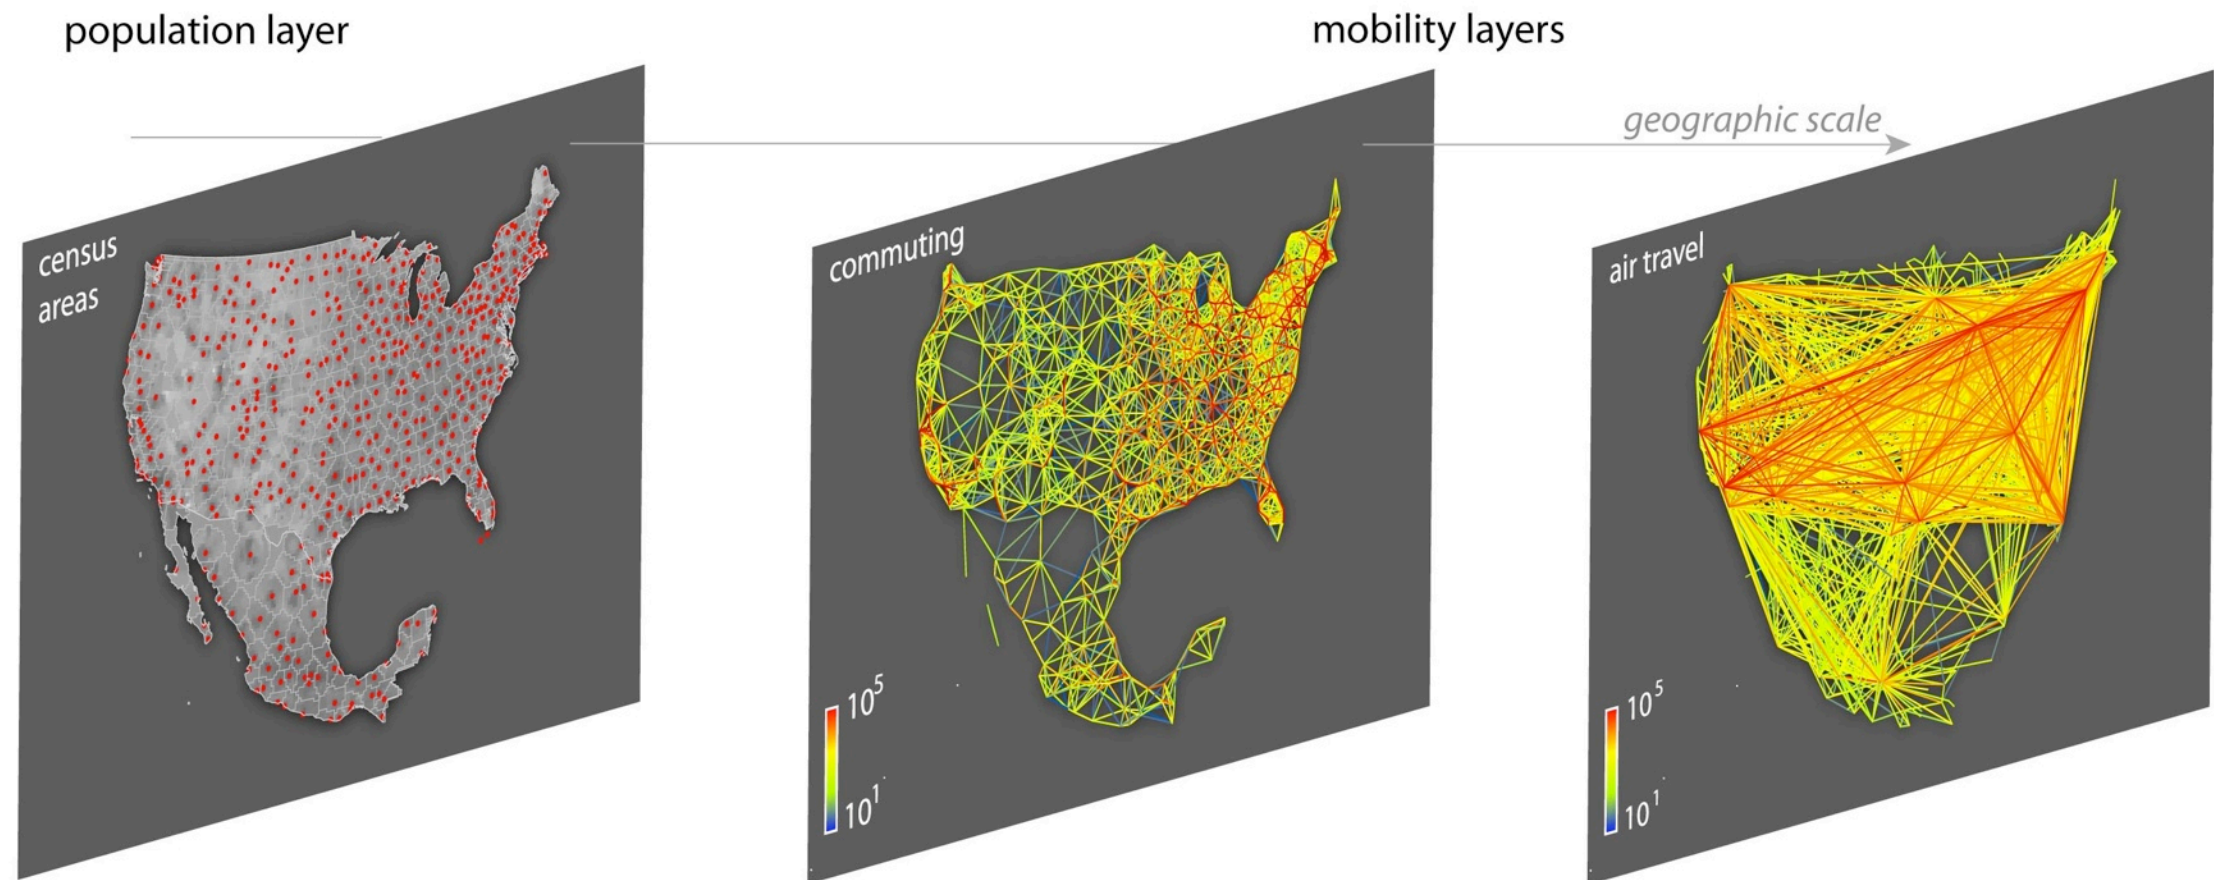 population layer
mobility layers
geographic scale
census
areas
commuting
air travel
10⁵
10¹
10⁵
10¹